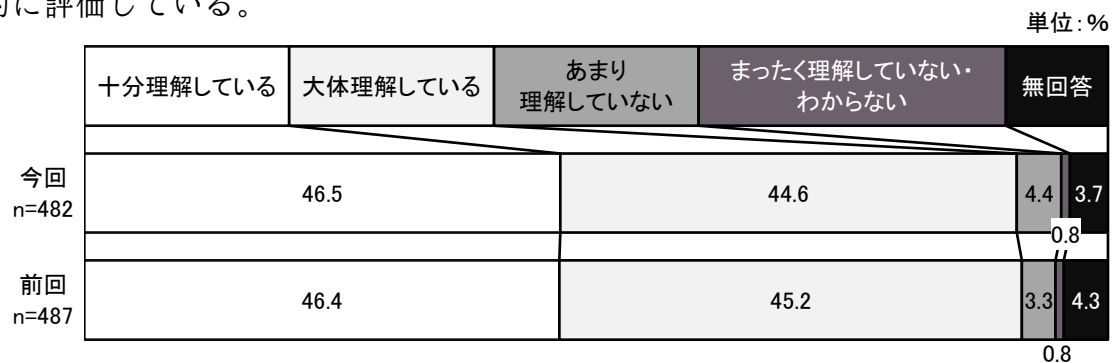 的に評価している。
単位:%
十分理解している
大体理解している
あまり
理解していない
まったく理解していない・
わからない
無回答
今回
n=482
46.5
44.6
4.4
0.8
3.7
前回
n=487
46.4
45.2
3.3
0.8
4.3